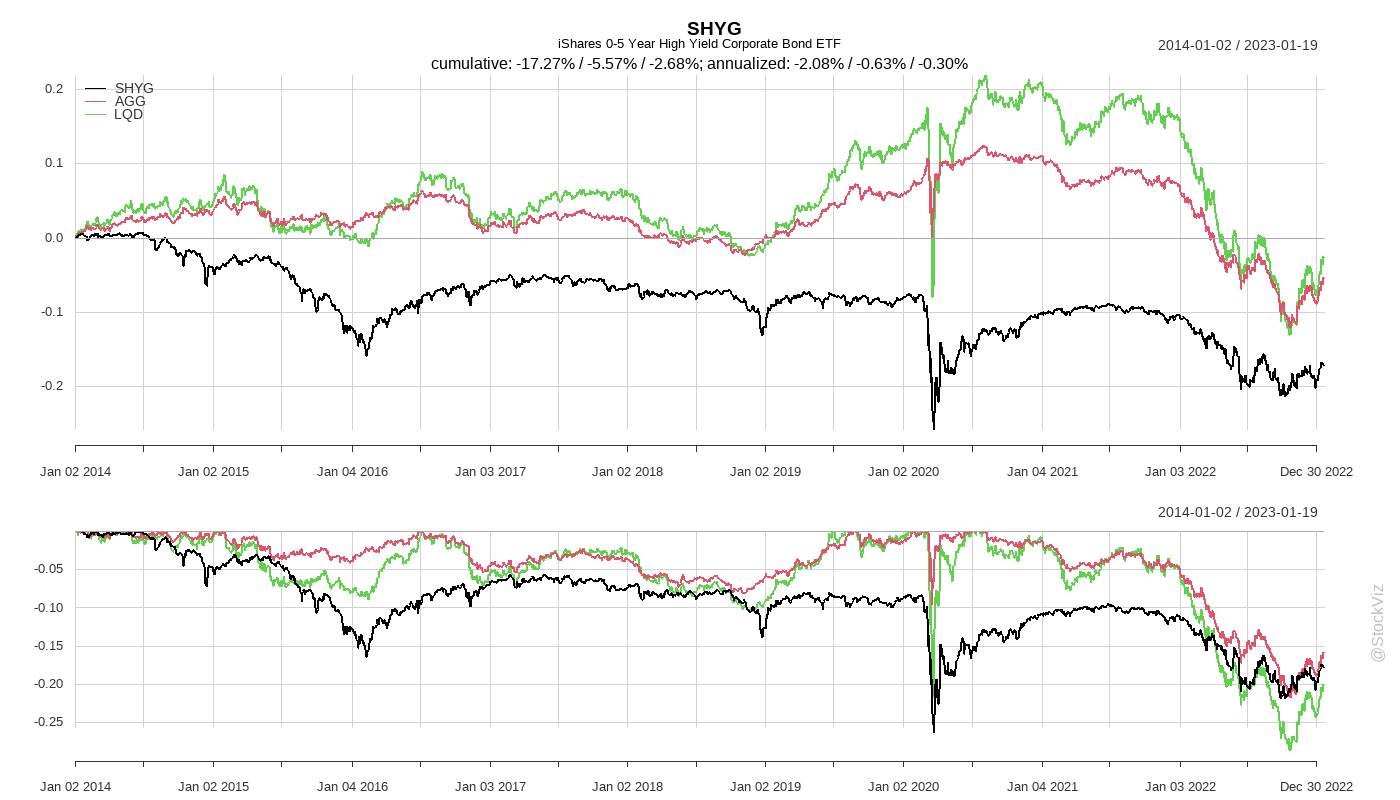 SHYG
iShares 0-5 Year High Yield Corporate Bond ETF
2014-01-02 / 2023-01-19
cumulative: -17.27% / -5.57% / -2.68%; annualized: -2.08% / -0.63% / -0.30%
SHYG
AGG
LQD
0.2
0.1
0.0
-0.1
-0.2
Jan 02 2014 Jan 02 2015 Jan 04 2016 Jan 03 2017 Jan 02 2018 Jan 02 2019 Jan 02 2020 Jan 04 2021 Jan 03 2022 Dec 30 2022
2014-01-02 / 2023-01-19
-0.05
-0.10
-0.15
-0.20
-0.25
Jan 02 2014 Jan 02 2015 Jan 04 2016 Jan 03 2017 Jan 02 2018 Jan 02 2019 Jan 02 2020 Jan 04 2021 Jan 03 2022 Dec 30 2022
@StockViz